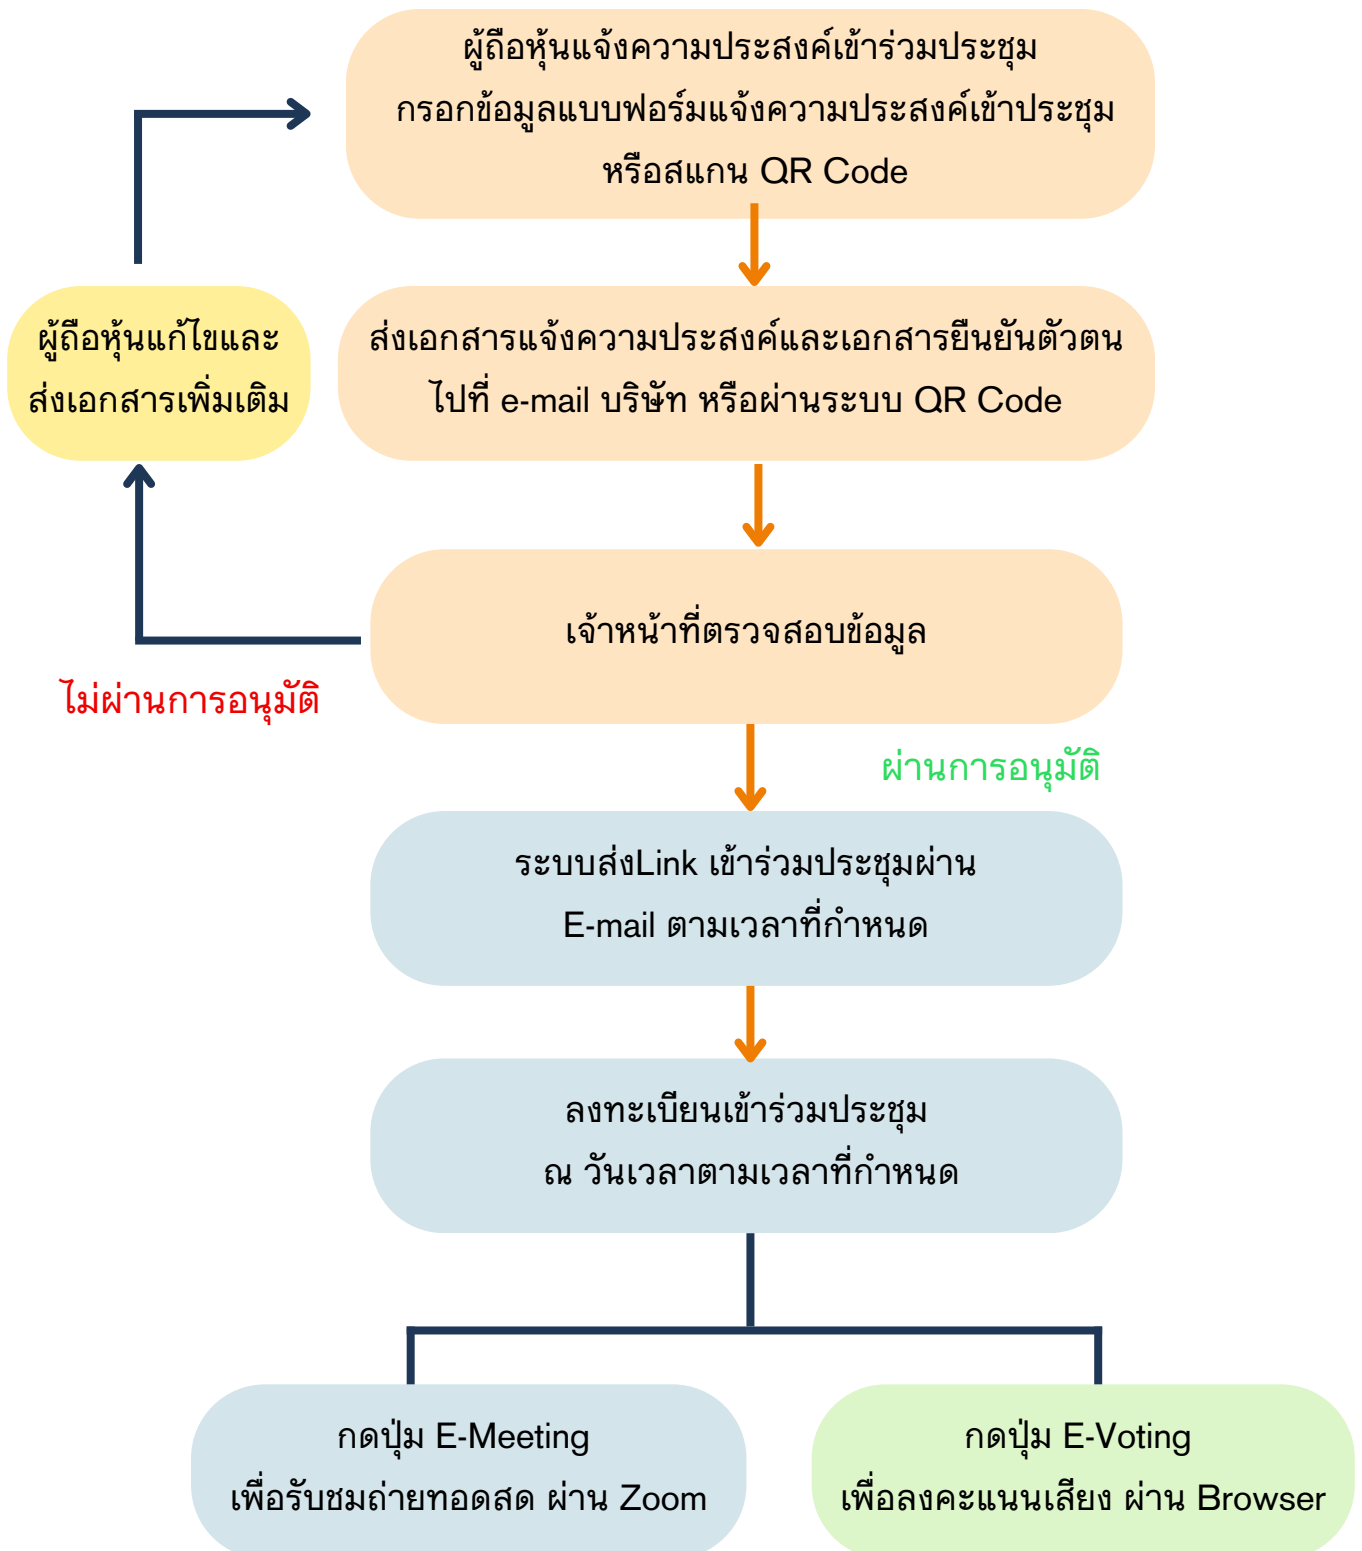 ผู้ถือหุ้นแจ้งความประสงค์เข้าร่วมประชุม
กรอกข้อมูลแบบฟอร์มแจ้งความประสงค์เข้าประชุม
หรือสแกน QR Code
ผู้ถือหุ้นแก้ไขและ
ส่งเอกสารเพิ่มเติม
ส่งเอกสารแจ้งความประสงค์และเอกสารยืนยันตัวตน
ไปที่ e-mail บริษัท หรือผ่านระบบ QR Code
เจ้าหน้าที่ตรวจสอบข้อมูล
ไม่ผ่านการอนุมัติ
ผ่านการอนุมัติ
ระบบส่งLink เข้าร่วมประชุมผ่าน
E-mail ตามเวลาที่กำหนด
ลงทะเบียนเข้าร่วมประชุม
ณ วันเวลาตามเวลาที่กำหนด
กดปุ่ม E-Meeting
เพื่อรับชมถ่ายทอดสด ผ่าน Zoom
กดปุ่ม E-Voting
เพื่อลงคะแนนเสียง ผ่าน Browser